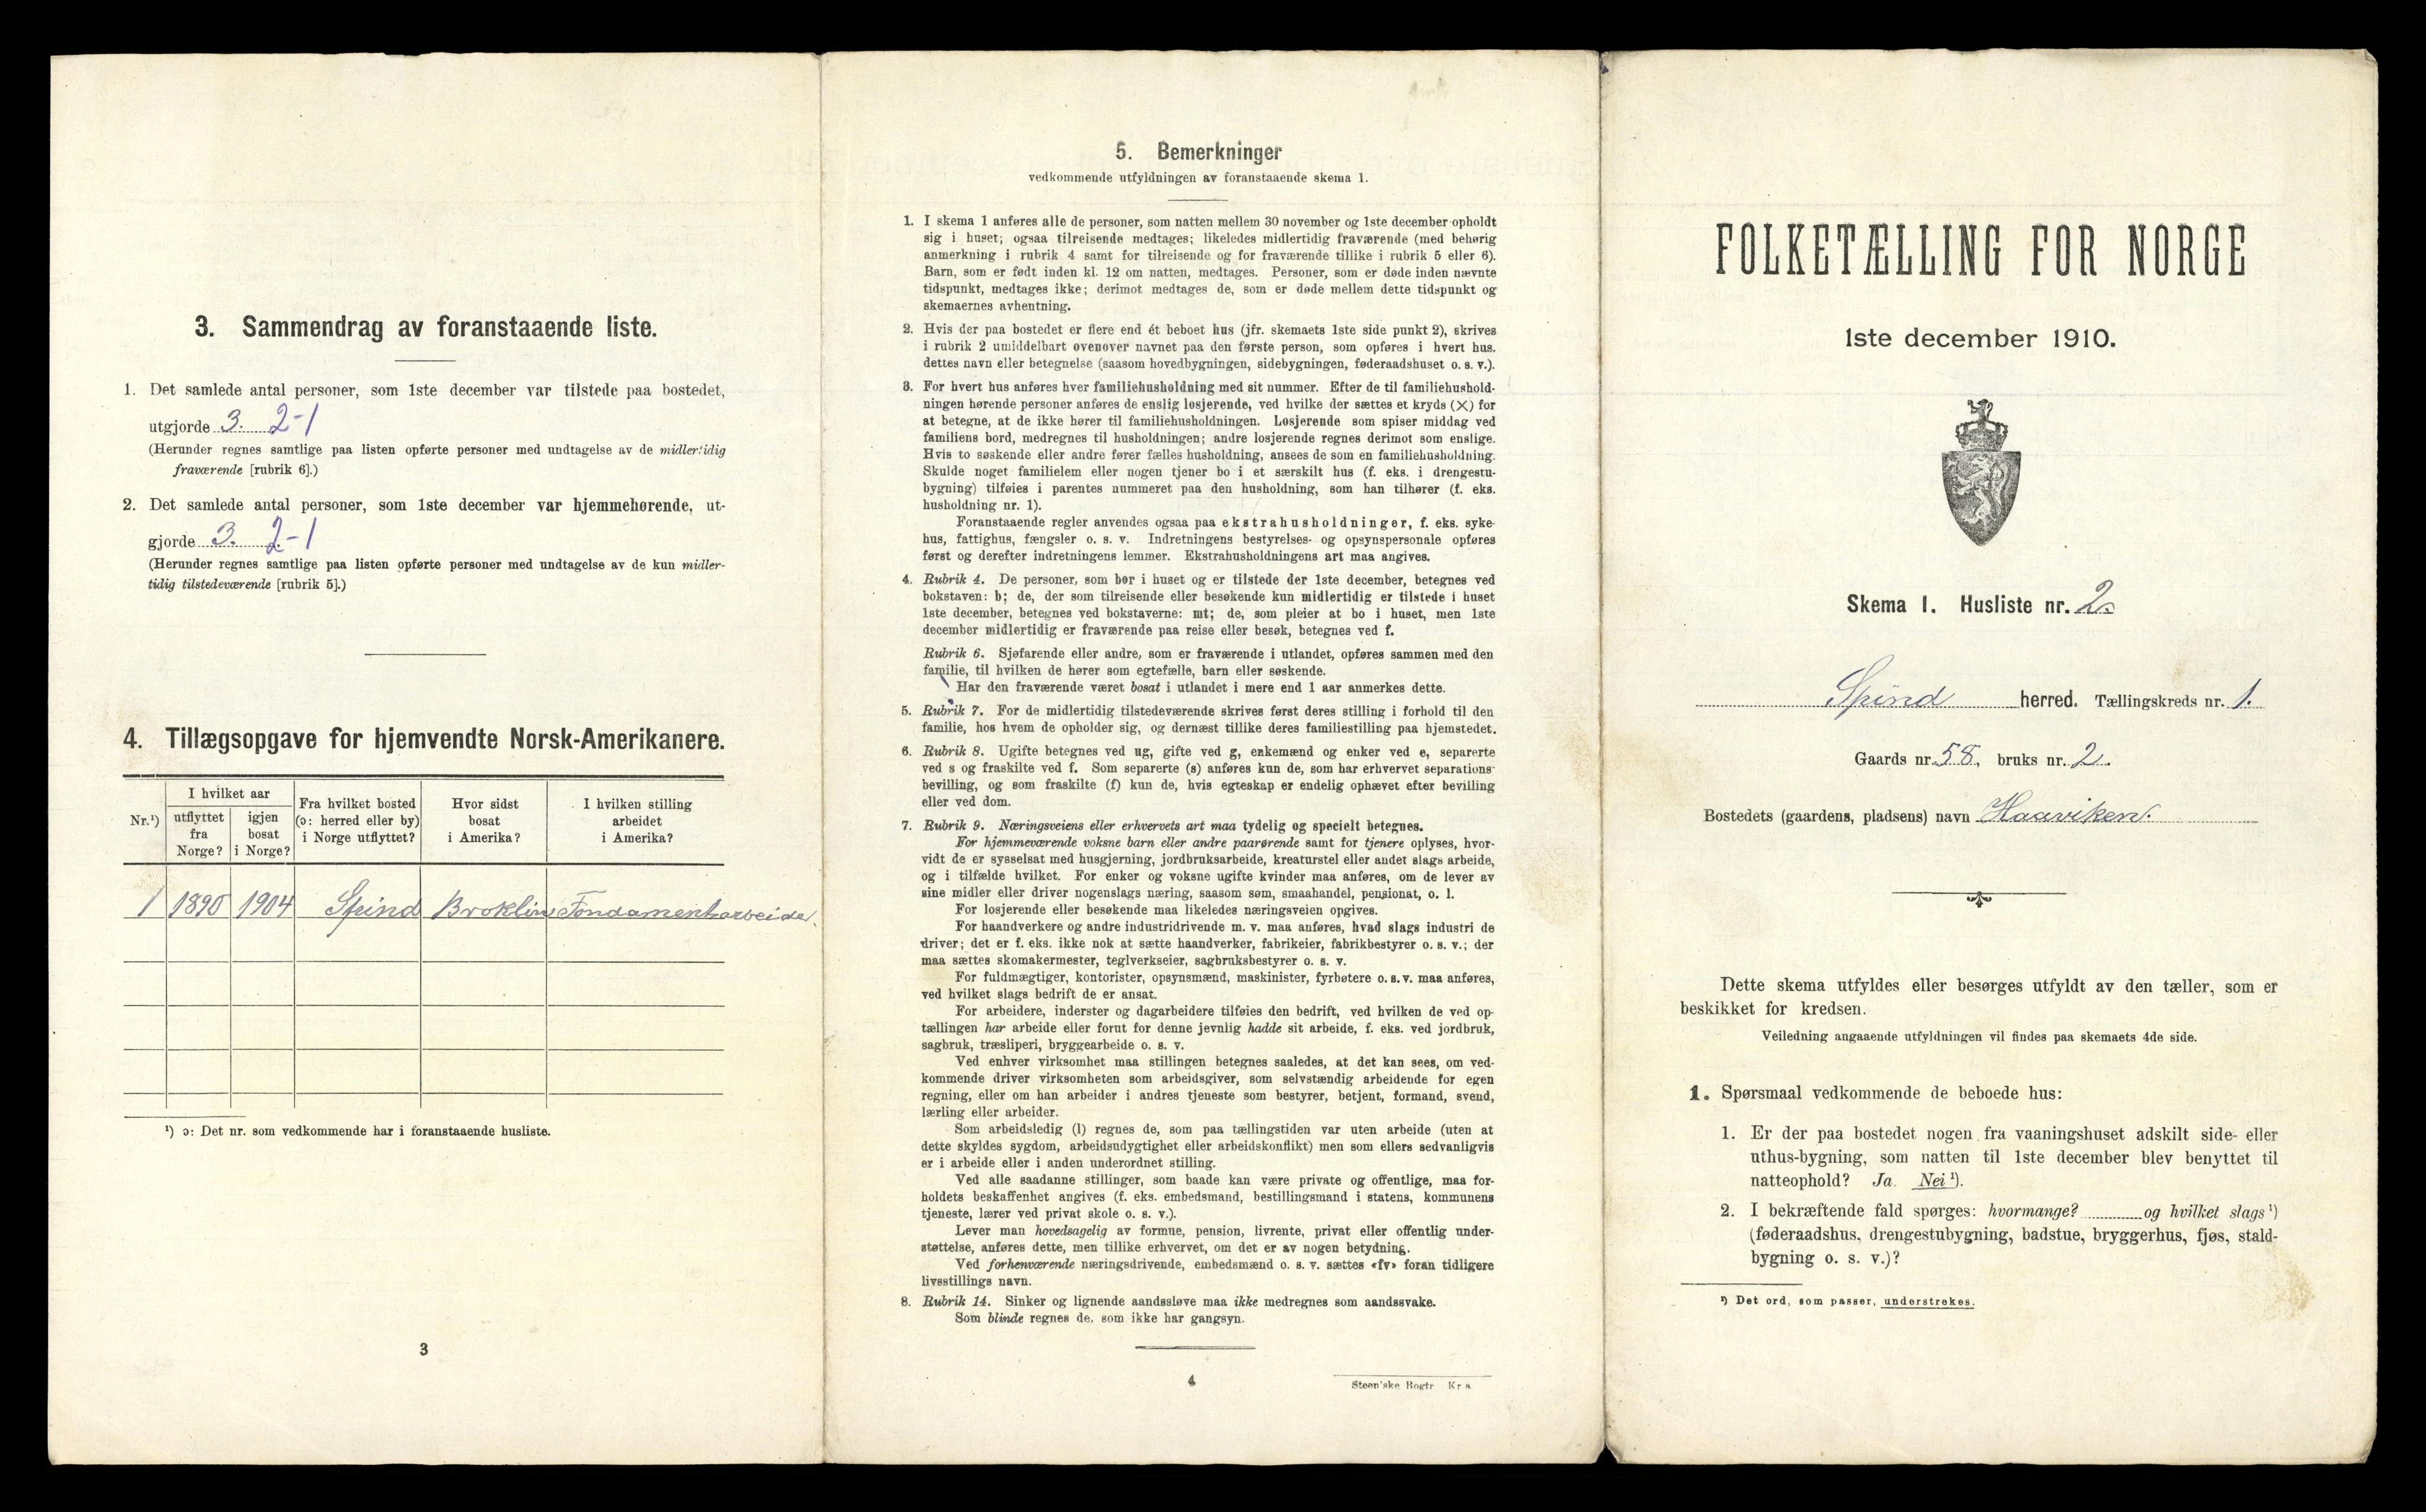 3. Sammendrag av foranstaaende liste.
1. Det samlede antal personer, som 1ste december var tilstede paa bostedet,
utgjorde 3. 2-1
(Herunder regnes samtlige paa listen opførte personer med undtagelse av de midlertidig
fraværende [rubrik 6].)
2. Det samlede antal personer, som 1ste december var hjemmehørende, ut-
gjorde 3. 2-1
(Herunder regnes samtlige paa listen opførte personer med undtagelse av de kun midler-
tidig tilstedeværende [rubrik 5].)
4. Tillægsopgave for hjemvendte Norsk-Amerikanere.
Nr.¹) I hvilket aar utflyttet fra Norge? igjen bosat i Norge? Fra hvilket bosted (ɔ: herred eller by) i Norge utflyttet? Hvor sidst bosat i Amerika? I hvilken stilling arbeidet i Amerika?
1 1890 1904 Spind Broklin Fondamentarbeider.
¹) ɔ: Det nr. som vedkommende har i foranstaaende husliste.
3
5. Bemerkninger
vedkommende utfyldningen av foranstaaende skema 1.
1. I skema 1 anføres alle de personer, som natten mellem 30 november og 1ste december opholdt
sig i huset; ogsaa tilreisende medtages; likeledes midlertidig fraværende (med behørig
anmerkning i rubrik 4 samt for tilreisende og for fraværende tillike i rubrik 5 eller 6).
Barn, som er født inden kl. 12 om natten, medtages. Personer, som er døde inden nævnte
tidspunkt, medtages ikke; derimot medtages de, som er døde mellem dette tidspunkt og
skemaernes avhentning.
2. Hvis der paa bostedet er flere end ét beboet hus (jfr. skemaets 1ste side punkt 2), skrives
i rubrik 2 umiddelbart ovenover navnet paa den første person, som opføres i hvert hus.
dettes navn eller betegnelse (saasom hovedbygningen, sidebygningen, føderaadshuset o. s. v.).
3. For hvert hus anføres hver familiehusholdning med sit nummer. Efter de til familiehushold-
ningen hørende personer anføres de enslig losjerende, ved hvilke der sættes et kryds (×) for
at betegne, at de ikke hører til familiehusholdningen. Losjerende som spiser middag ved
familiens bord, medregnes til husholdningen; andre losjerende regnes derimot som enslige.
Hvis to søskende eller andre fører fælles husholdning, ansees de som en familiehusholdning.
Skulde noget familielem eller nogen tjener bo i et særskilt hus (f. eks. i drengestu-
bygning) tilføies i parentes nummeret paa den husholdning, som han tilhører (f. eks.
husholdning nr. 1).
Foranstaaende regler anvendes ogsaa paa ekstrahusholdninger, f. eks. syke-
hus, fattighus, fængsler o. s. v. Indretningens bestyrelses- og opsynspersonale opføres
først og derefter indretningens lemmer. Ekstrahusholdningens art maa angives.
4. Rubrik 4. De personer, som bor i huset og er tilstede der 1ste december, betegnes ved
bokstaven: b; de, der som tilreisende eller besøkende kun midlertidig er tilstede i huset
1ste december, betegnes ved bokstaverne: mt; de, som pleier at bo i huset, men 1ste
december midlertidig er fraværende paa reise eller besøk, betegnes ved f.
Rubrik 6. Sjøfarende eller andre, som er fraværende i utlandet, opføres sammen med den
familie, til hvilken de hører som egtefælle, barn eller søskende.
Har den fraværende været bosat i utlandet i mere end 1 aar anmerkes dette.
5. Rubrik 7. For de midlertidig tilstedeværende skrives først deres stilling i forhold til den
familie, hos hvem de opholder sig, og dernæst tillike deres familiestilling paa hjemstedet.
6. Rubrik 8. Ugifte betegnes ved ug, gifte ved g, enkemænd og enker ved e, separerte
ved s og fraskilte ved f. Som separerte (s) anføres kun de, som har erhvervet separations-
bevilling, og som fraskilte (f) kun de, hvis egteskap er endelig ophævet efter bevilling
eller ved dom.
7. Rubrik 9. Næringsveiens eller erhvervets art maa tydelig og specielt betegnes.
For hjemmeværende voksne barn eller andre paarørende samt for tjenere oplyses, hvor-
vidt de er sysselsat med husgjerning, jordbruksarbeide, kreaturstel eller andet slags arbeide,
og i tilfælde hvilket. For enker og voksne ugifte kvinder maa anføres, om de lever av
sine midler eller driver nogenslags næring, saasom søm, smaahandel, pensionat, o. l.
For losjerende eller besøkende maa likeledes næringsveien opgives.
For haandverkere og andre industridrivende m. v. maa anføres, hvad slags industri de
driver; det er f. eks. ikke nok at sætte haandverker, fabrikeier, fabrikbestyrer o. s. v.; der
maa sættes skomakermester, teglverkseier, sagbruksbestyrer o. s. v.
For fuldmægtiger, kontorister, opsynsmænd, maskinister, fyrbøtere o. s. v. maa anføres,
ved hvilket slags bedrift de er ansat.
For arbeidere, inderster og dagarbeidere tilføies den bedrift, ved hvilken de ved op-
tællingen har arbeide eller forut for denne jevnlig hadde sit arbeide, f. eks. ved jordbruk,
sagbruk, træsliperi, bryggearbeide o. s. v.
Ved enhver virksomhet maa stillingen betegnes saaledes, at det kan sees, om ved-
kommende driver virksomheten som arbeidsgiver, som selvstændig arbeidende for egen
regning, eller om han arbeider i andres tjeneste som bestyrer, betjent, formand, svend,
lærling eller arbeider.
Som arbeidsledig (l) regnes de, som paa tællingstiden var uten arbeide (uten at
dette skyldes sygdom, arbeidsudygtighet eller arbeidskonflikt) men som ellers sedvanligvis
er i arbeide eller i anden underordnet stilling.
Ved alle saadanne stillinger, som baade kan være private og offentlige, maa for-
holdets beskaffenhet angives (f. eks. embedsmand, bestillingsmand i statens, kommunens
tjeneste, lærer ved privat skole o. s. v.).
Lever man hovedsagelig av formue, pension, livrente, privat eller offentlig under-
støttelse, anføres dette, men tillike erhvervet, om det er av nogen betydning.
Ved forhenværende næringsdrivende, embedsmænd o. s. v. sættes «fv» foran tidligere
livsstillings navn.
8. Rubrik 14. Sinker og lignende aandssløve maa ikke medregnes som aandssvake.
Som blinde regnes de, som ikke har gangsyn.
4
Steen'ske Bogtr. Kr.a.
FOLKETÆLLING FOR NORGE
1ste december 1910.
Skema I. Husliste nr. 2.
Spind herred. Tællingskreds nr. 1.
Gaards nr. 58, bruks nr. 2.
Bostedets (gaardens, pladsens) navn Haaviken.
Dette skema utfyldes eller besørges utfyldt av den tæller, som er
beskikket for kredsen.
Veiledning angaaende utfyldningen vil findes paa skemaets 4de side.
1. Spørsmaal vedkommende de beboede hus:
1. Er der paa bostedet nogen fra vaaningshuset adskilt side- eller
uthus-bygning, som natten til 1ste december blev benyttet til
natteophold? Ja. Nei ¹).
2. I bekræftende fald spørges: hvormange? og hvilket slags ¹)
(føderaadshus, drengestubygning, badstue, bryggerhus, fjøs, stald-
bygning o. s. v.)?
¹) Det ord, som passer, understrekes.